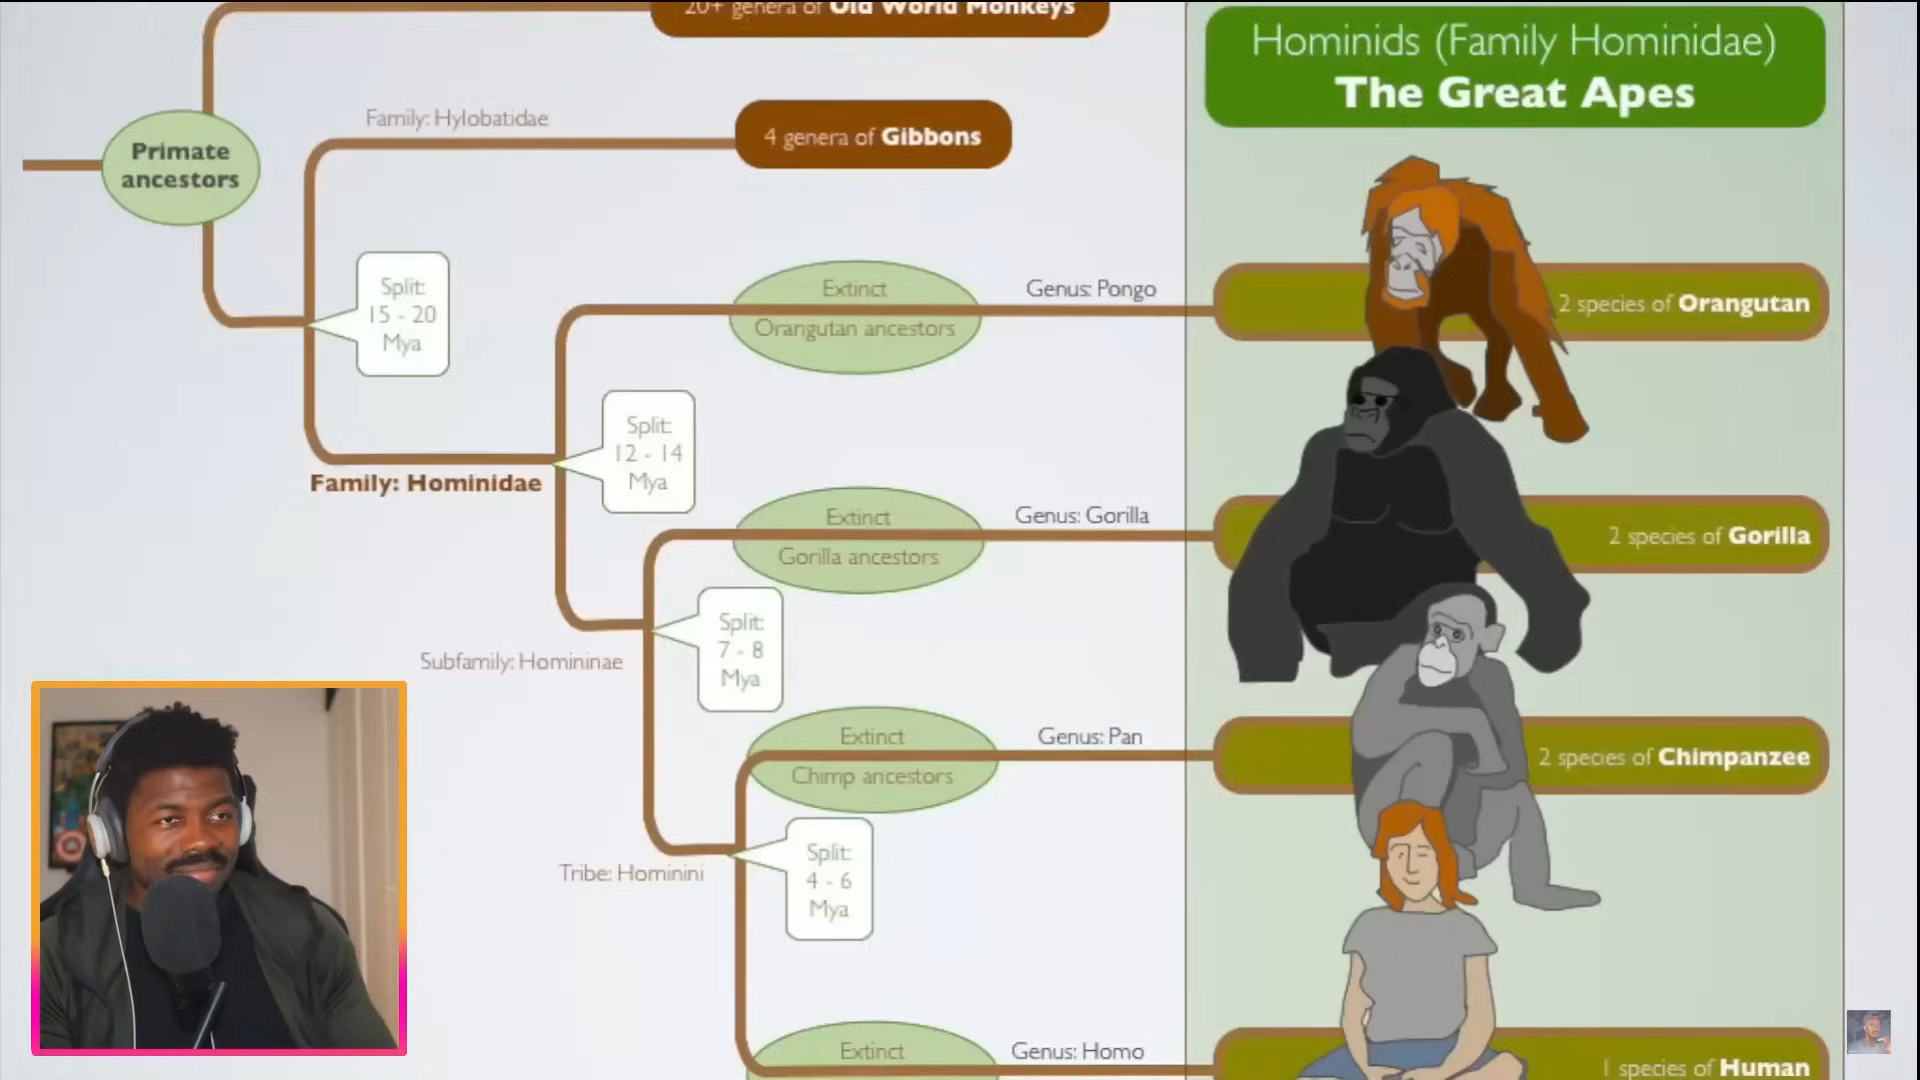 20+ genera of Old World Monkeys
Hominids (Family Hominidae)
The Great Apes
Family: Hylobatidae
4 genera of Gibbons
Primate
ancestors
Split:
15 - 20
Mya
Extinct
Orangutan ancestors
Genus: Pongo
2 species of Orangutan
Split:
12 - 14
Mya
Family: Hominidae
Extinct
Gorilla ancestors
Genus: Gorilla
2 species of Gorilla
Split:
7 - 8
Mya
Subfamily: Homininae
Extinct
Chimp ancestors
Genus: Pan
2 species of Chimpanzee
Split:
4 - 6
Mya
Tribe: Hominini
Extinct
Genus: Homo
1 species of Human